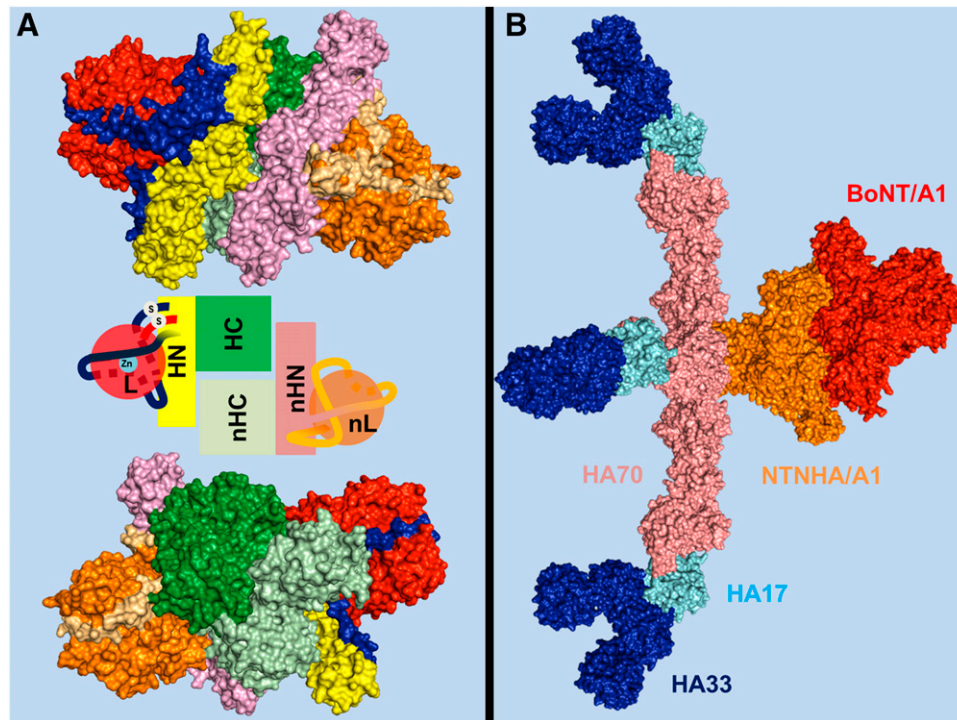 A
B
S
S
Zn
L
HN
HC
nHC
nHN
nL
BoNT/A1
HA70
NTNHA/A1
HA17
HA33